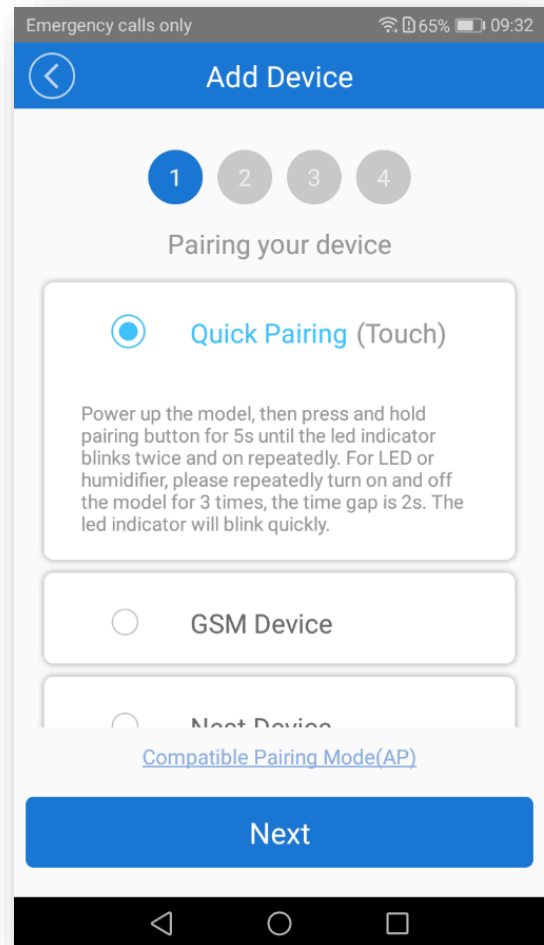 Emergency calls only 65% 09:32
Add Device
1 2 3 4
Pairing your device
Quick Pairing (Touch)
Power up the model, then press and hold
pairing button for 5s until the led indicator
blinks twice and on repeatedly. For LED or
humidifier, please repeatedly turn on and off
the model for 3 times, the time gap is 2s. The
led indicator will blink quickly.
GSM Device
Nest Device
Compatible Pairing Mode(AP)
Next